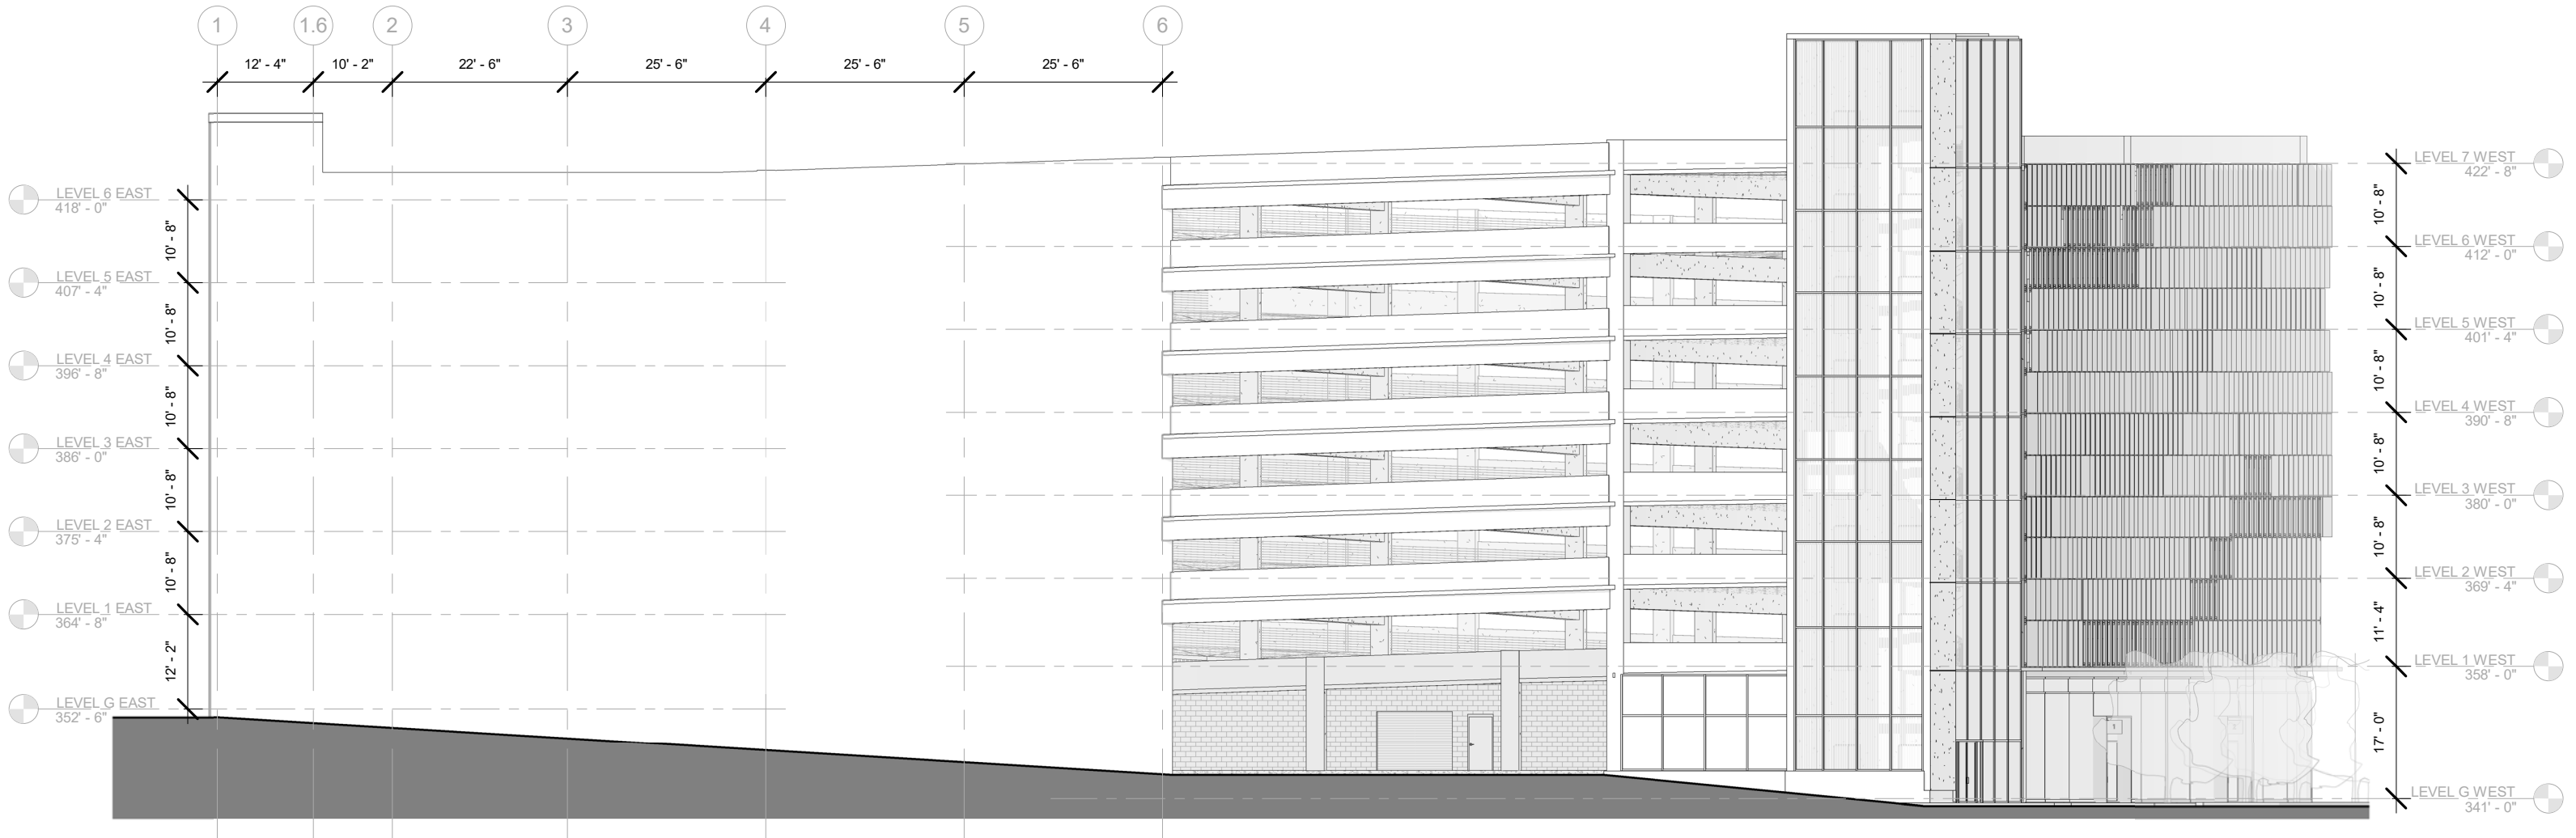 1
1.6
2
3
4
5
6
12' - 4"
10' - 2"
22' - 6"
25' - 6"
25' - 6"
25' - 6"
LEVEL 6 EAST
418' - 0"
10' - 8"
LEVEL 5 EAST
407' - 4"
10' - 8"
LEVEL 4 EAST
396' - 8"
10' - 8"
LEVEL 3 EAST
386' - 0"
10' - 8"
LEVEL 2 EAST
375' - 4"
10' - 8"
LEVEL 1 EAST
364' - 8"
12' - 2"
LEVEL G EAST
352' - 6"
LEVEL 7 WEST
422' - 8"
10' - 8"
LEVEL 6 WEST
412' - 0"
10' - 8"
LEVEL 5 WEST
401' - 4"
10' - 8"
LEVEL 4 WEST
390' - 8"
10' - 8"
LEVEL 3 WEST
380' - 0"
10' - 8"
LEVEL 2 WEST
369' - 4"
11' - 4"
LEVEL 1 WEST
358' - 0"
17' - 0"
LEVEL G WEST
341' - 0"
1
2